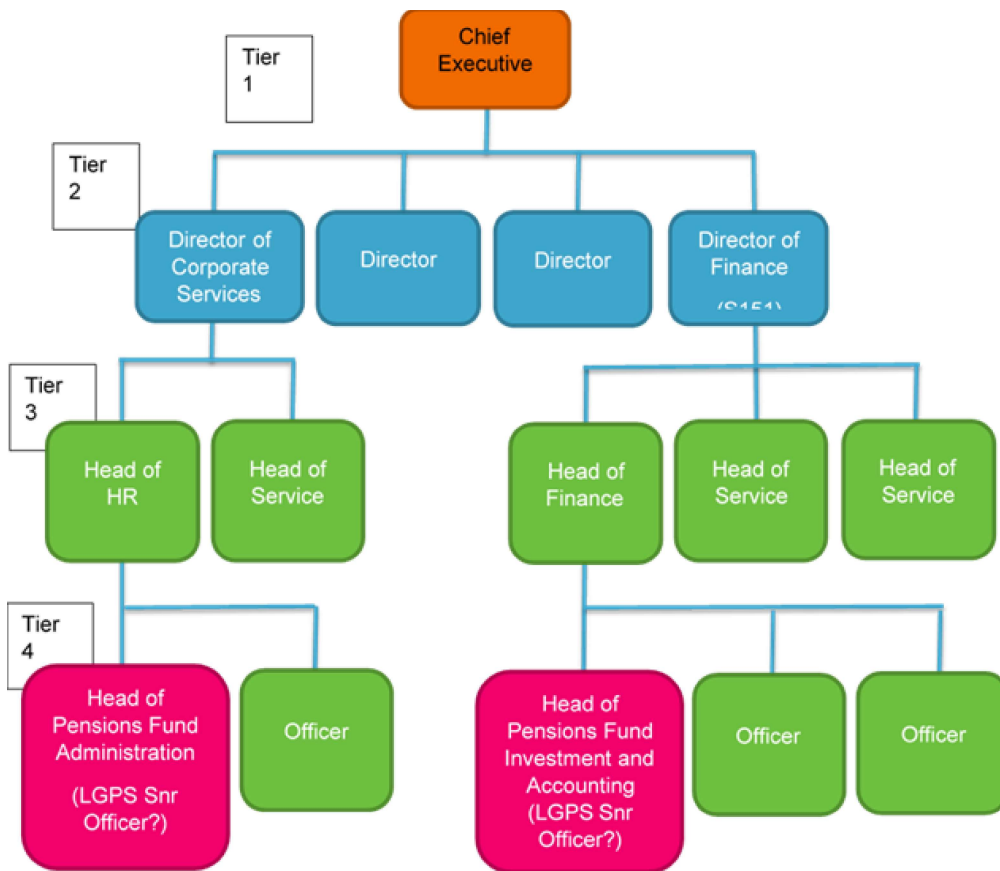 Tier
1
Chief
Executive
Tier
2
Director of
Corporate
Services
Director
Director
Director of
Finance
(S151)
Tier
3
Head of
HR
Head of
Service
Head of
Finance
Head of
Service
Head of
Service
Tier
4
Head of
Pensions Fund
Administration
(LGPS Snr
Officer?)
Officer
Head of
Pensions Fund
Investment and
Accounting
(LGPS Snr
Officer?)
Officer
Officer